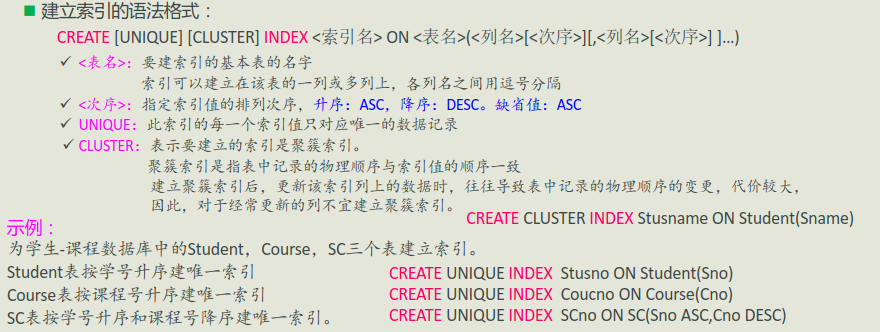 建立索引的语法格式：
CREATE [UNIQUE] [CLUSTER] INDEX <索引名> ON <表名>(<列名>[<次序>][,<列名>[<次序>] ]…)
✓ <表名>：要建索引的基本表的名字
索引可以建立在该表的一列或多列上，各列名之间用逗号分隔
✓ <次序>：指定索引值的排列次序，升序：ASC，降序：DESC。缺省值：ASC
✓ UNIQUE：此索引的每一个索引值只对应唯一的数据记录
✓ CLUSTER：表示要建立的索引是聚簇索引。
聚簇索引是指表中记录的物理顺序与索引值的顺序一致
建立聚簇索引后，更新该索引列上的数据时，往往导致表中记录的物理顺序的变更，代价较大，
因此，对于经常更新的列不宜建立聚簇索引。
CREATE CLUSTER INDEX Stusname ON Student(Sname)
示例：
为学生-课程数据库中的Student，Course，SC三个表建立索引。
Student表按学号升序建唯一索引 CREATE UNIQUE INDEX Stusno ON Student(Sno)
Course表按课程号升序建唯一索引 CREATE UNIQUE INDEX Coucno ON Course(Cno)
SC表按学号升序和课程号降序建唯一索引。 CREATE UNIQUE INDEX SCno ON SC(Sno ASC,Cno DESC)